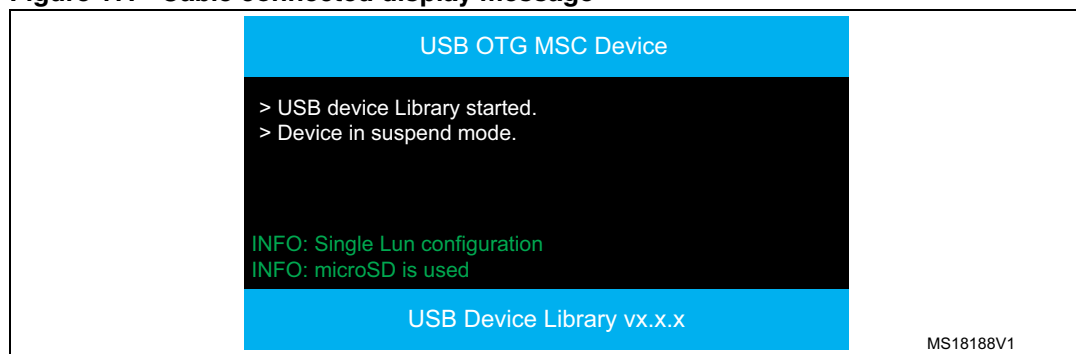 USB OTG MSC Device
> USB device Library started.
> Device in suspend mode.
INFO: Single Lun configuration
INFO: microSD is used
USB Device Library vx.x.x
MS18188V1